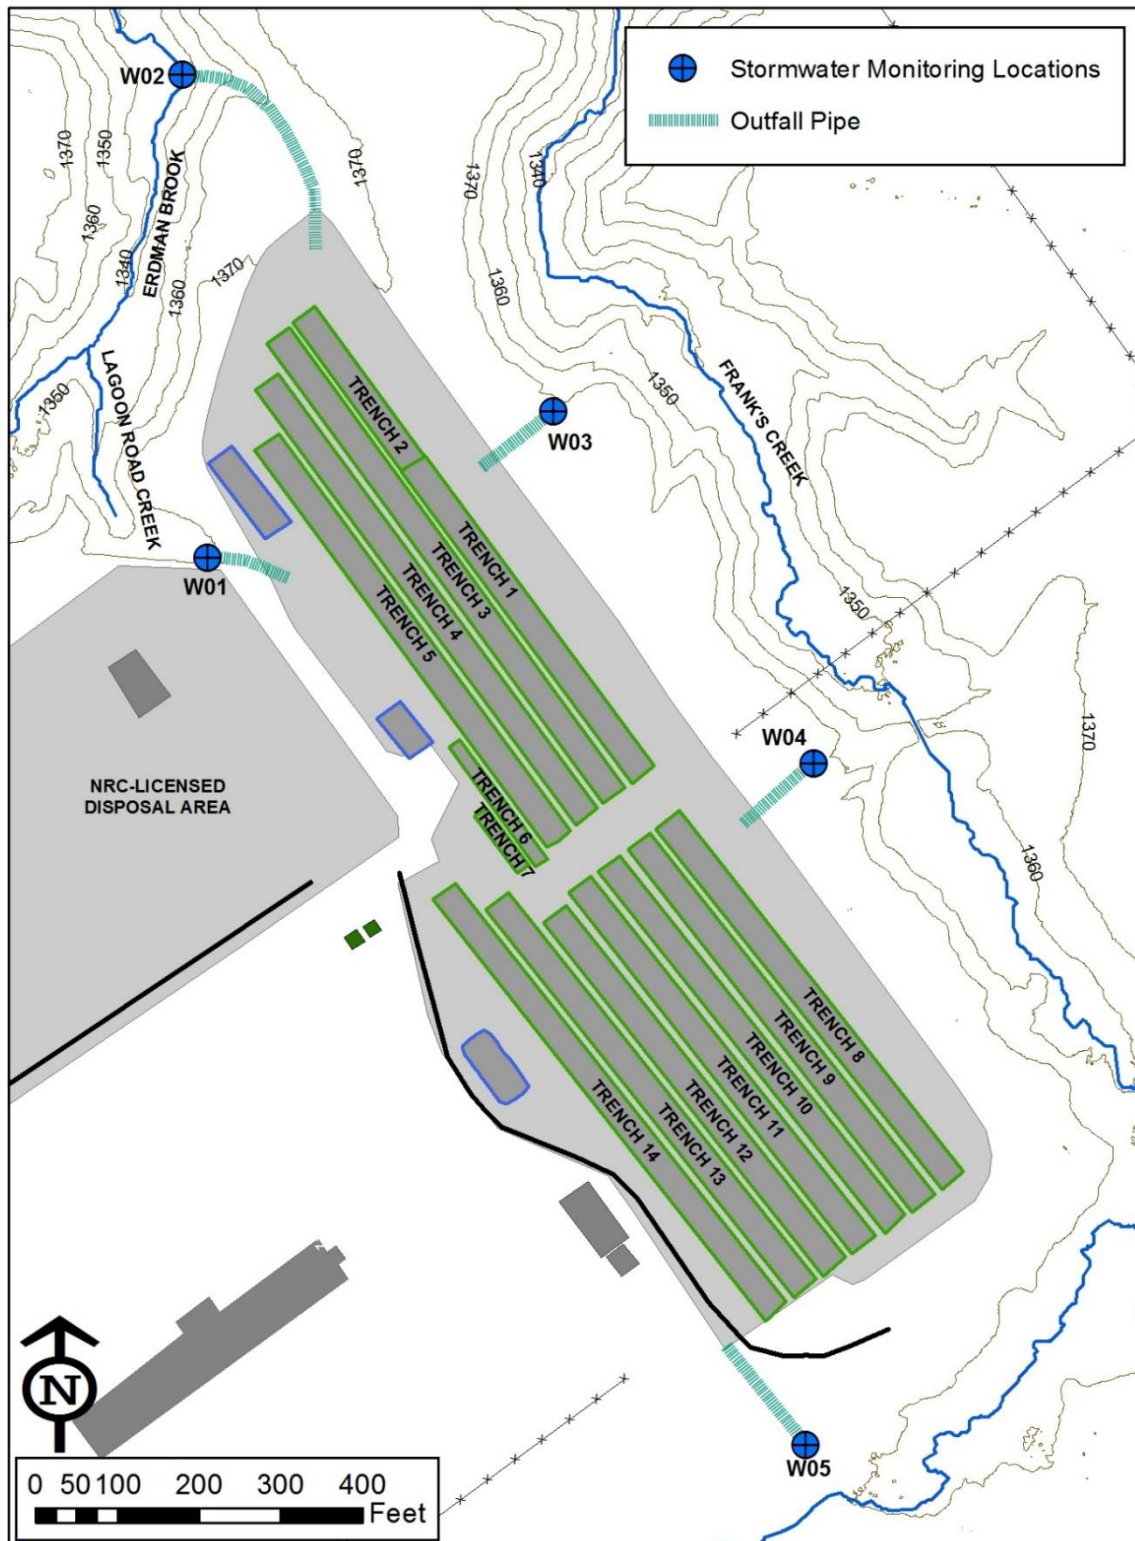 W02
Stormwater Monitoring Locations
Outfall Pipe
1370
1350
1360
1340
ERDMAN BROOK
1360
1370
1370
1370
1340
1360
LAGOON ROAD CREEK
1350
TRENCH 2
W03
1350
FRANK'S CREEK
W01
TRENCH 1
TRENCH 3
TRENCH 4
TRENCH 5
1350
NRC-LICENSED
DISPOSAL AREA
W04
1370
TRENCH 6
TRENCH 7
1360
TRENCH 8
TRENCH 9
TRENCH 10
TRENCH 11
TRENCH 12
TRENCH 13
TRENCH 14
W05
N
0 50 100 200 300 400
Feet